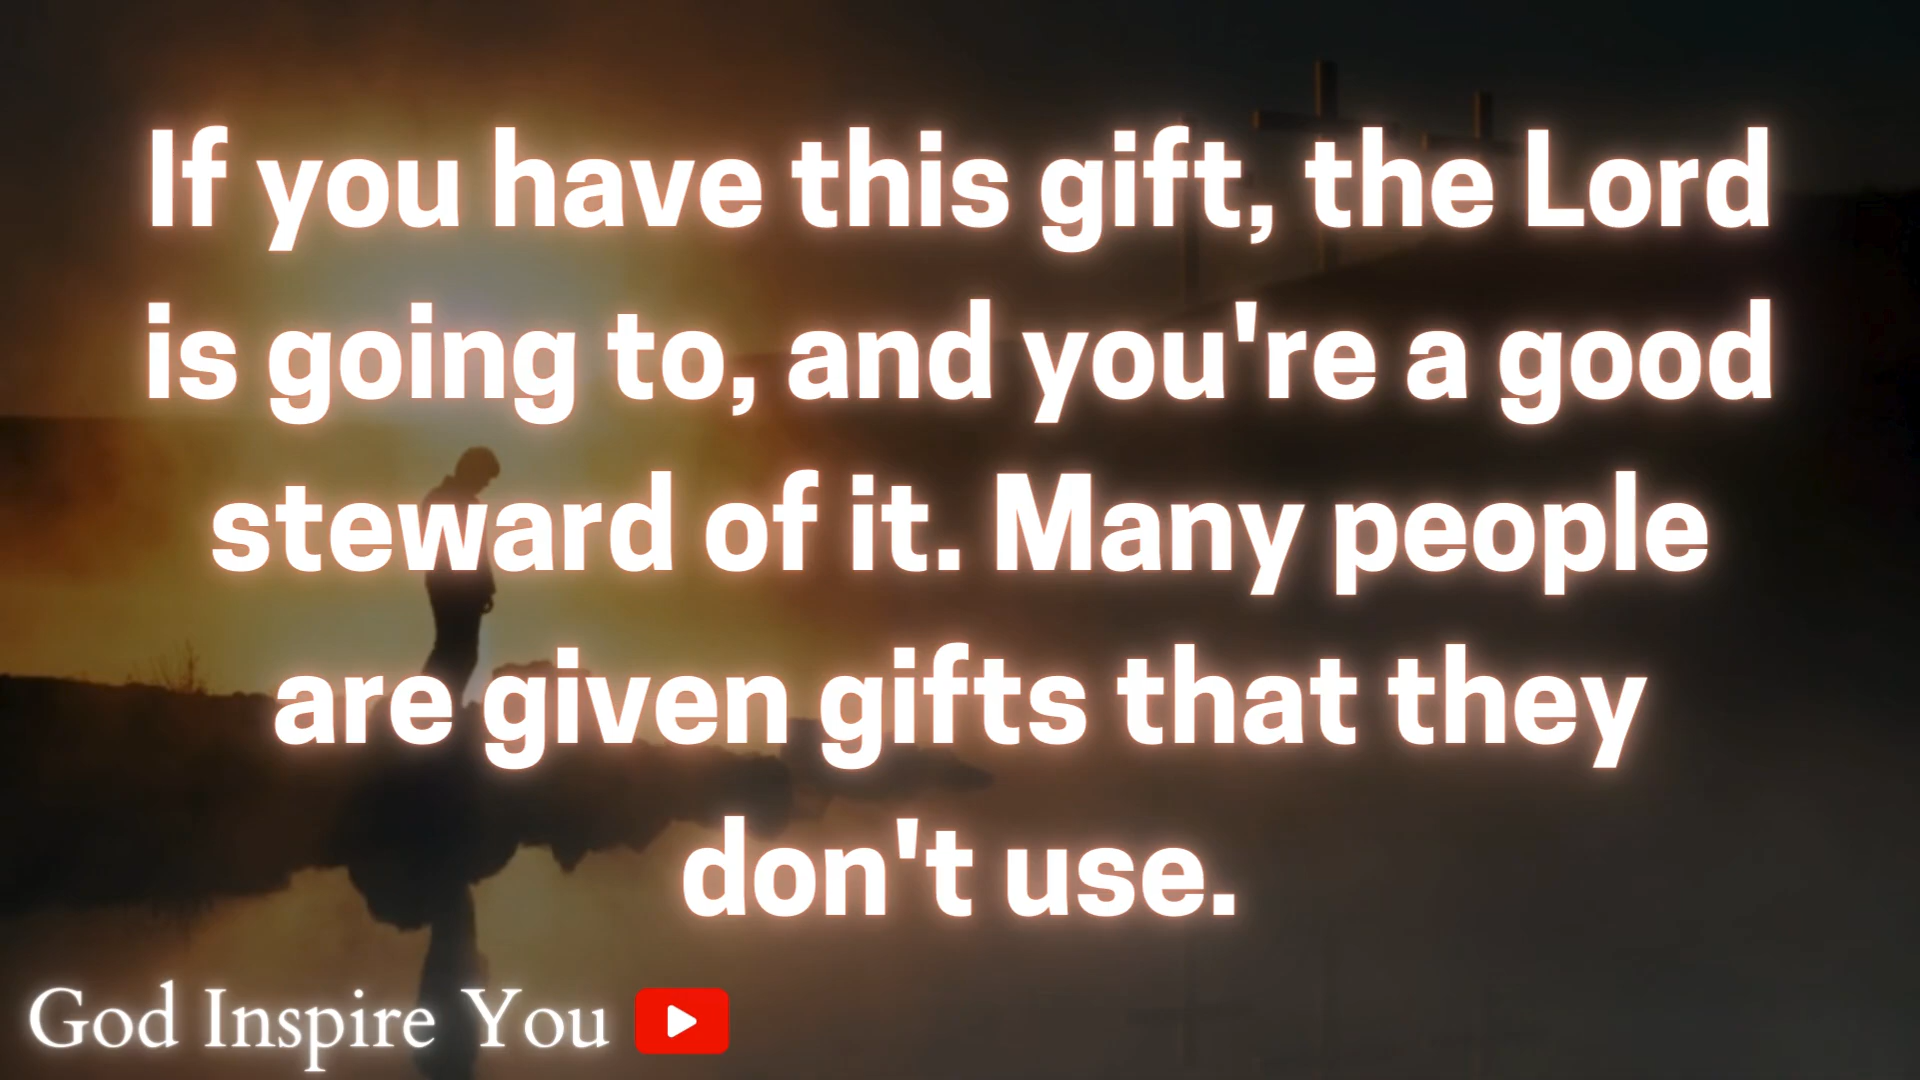 If you have this gift, the Lord
is going to, and you're a good
steward of it. Many people
are given gifts that they
don't use.
God Inspire You